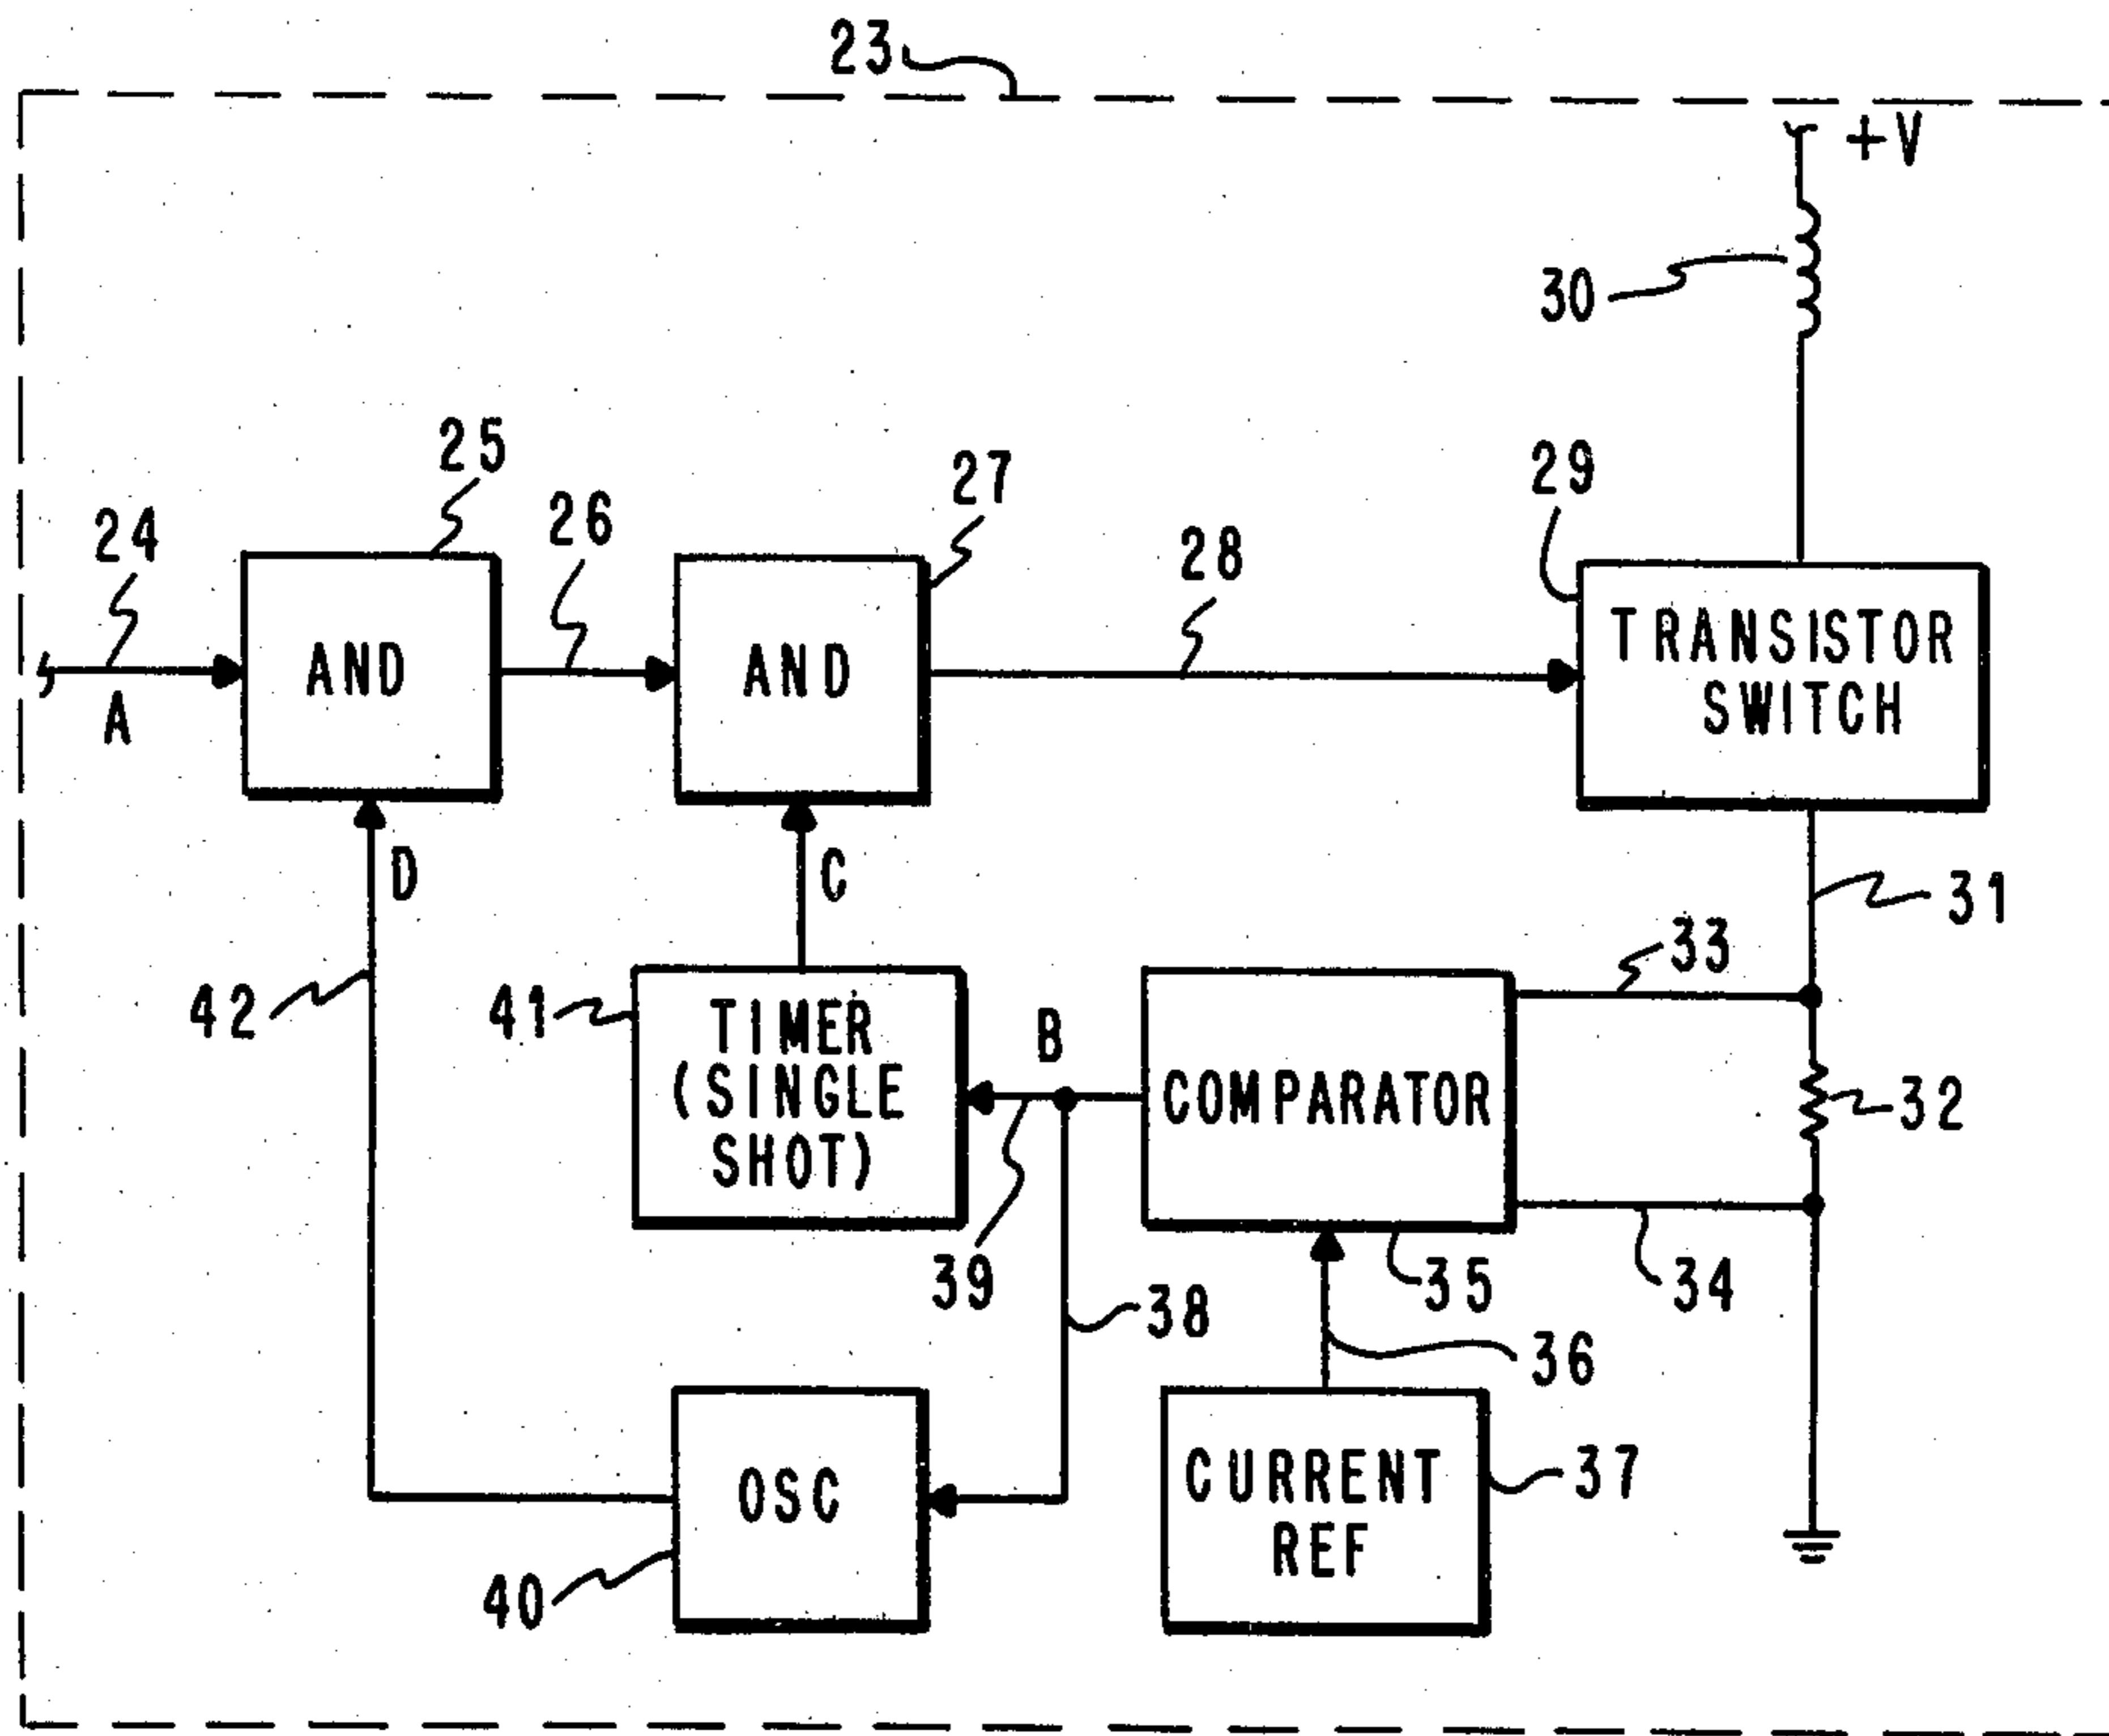 23
+V
30
25
27
29
24
26
28
AND
AND
TRANSISTOR
SWITCH
A
D
C
31
33
42
41
TIMER
(SINGLE
SHOT)
B
COMPARATOR
32
39
38
35
34
36
OSC
CURRENT
REF
37
40